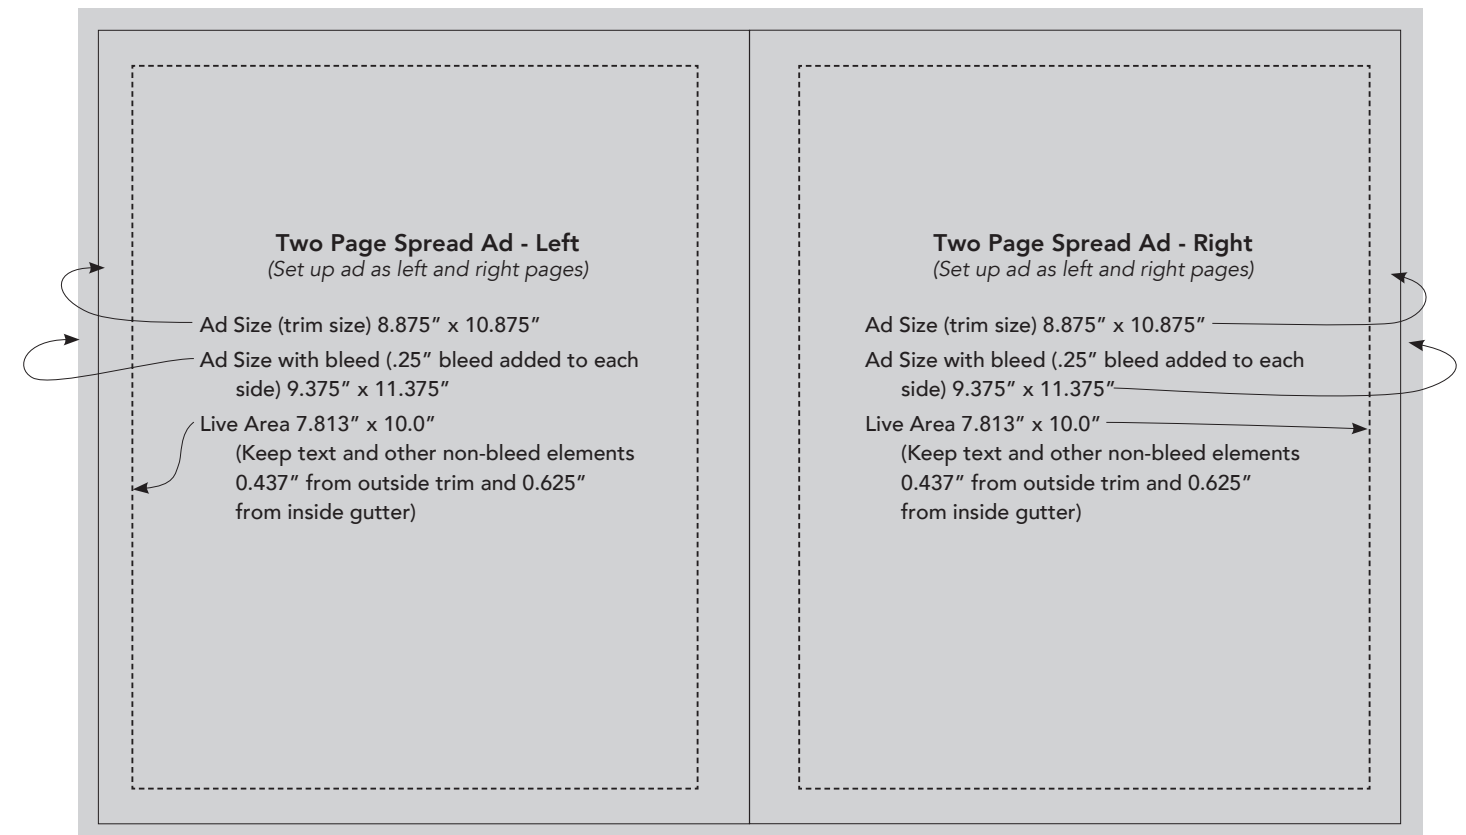 Two Page Spread Ad - Left
(Set up ad as left and right pages)
Ad Size (trim size) 8.875” x 10.875”
Ad Size with bleed (.25” bleed added to each
side) 9.375” x 11.375”
Live Area 7.813” x 10.0”
(Keep text and other non-bleed elements
0.437” from outside trim and 0.625”
from inside gutter)
Two Page Spread Ad - Right
(Set up ad as left and right pages)
Ad Size (trim size) 8.875” x 10.875”
Ad Size with bleed (.25” bleed added to each
side) 9.375” x 11.375”
Live Area 7.813” x 10.0”
(Keep text and other non-bleed elements
0.437” from outside trim and 0.625”
from inside gutter)